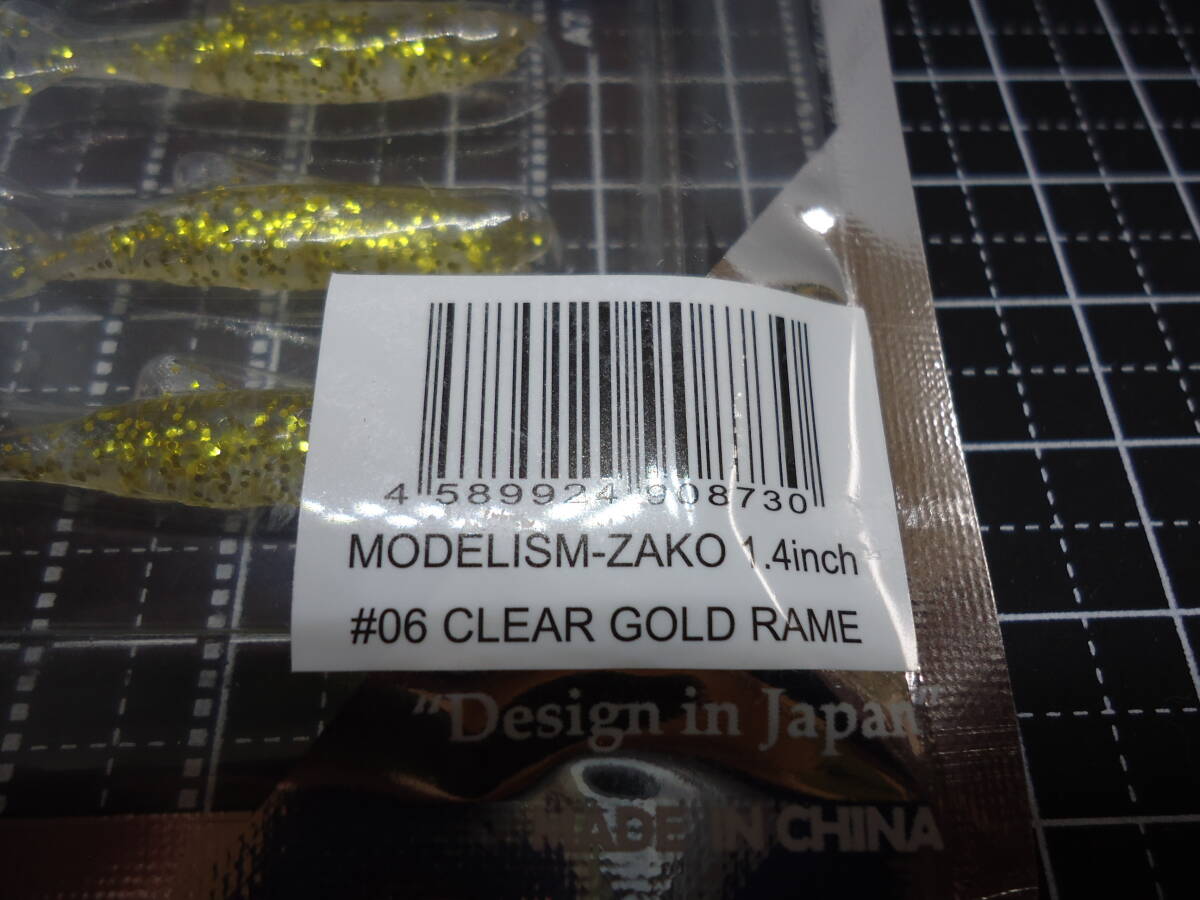 4 589924 908730
MODELISM-ZAKO 1.4inch
#06 CLEAR GOLD RAME
"Design in Japan"
MADE IN CHINA